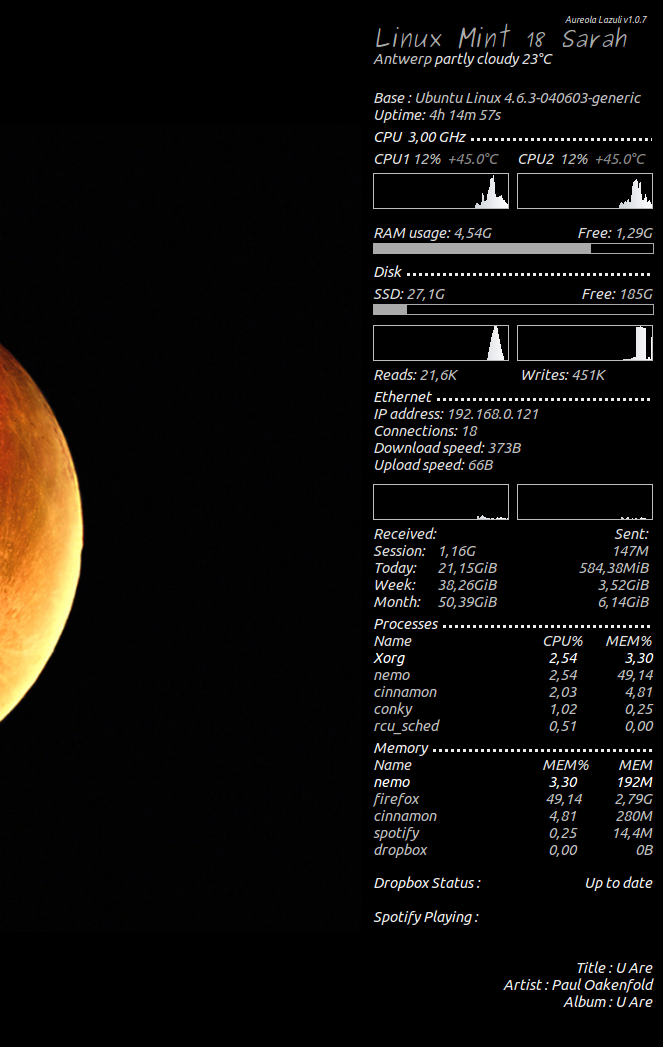 Aureola Lazuli v1.0.7
Linux Mint 18 Sarah
Antwerp partly cloudy 23°C
Base : Ubuntu Linux 4.6.3-040603-generic
Uptime: 4h 14m 57s
CPU 3,00 GHz
CPU1 12% +45.0°C CPU2 12% +45.0°C
RAM usage: 4,54G Free: 1,29G
Disk
SSD: 27,1G Free: 185G
Reads: 21,6K Writes: 451K
Ethernet
IP address: 192.168.0.121
Connections: 18
Download speed: 373B
Upload speed: 66B
Received: Sent:
Session: 1,16G 147M
Today: 21,15GiB 584,38MiB
Week: 38,26GiB 3,52GiB
Month: 50,39GiB 6,14GiB
Processes
Name CPU% MEM%
Xorg 2,54 3,30
nemo 2,54 49,14
cinnamon 2,03 4,81
conky 1,02 0,25
rcu_sched 0,51 0,00
Memory
Name MEM% MEM
nemo 3,30 192M
firefox 49,14 2,79G
cinnamon 4,81 280M
spotify 0,25 14,4M
dropbox 0,00 0B
Dropbox Status : Up to date
Spotify Playing :
Title : U Are
Artist : Paul Oakenfold
Album : U Are